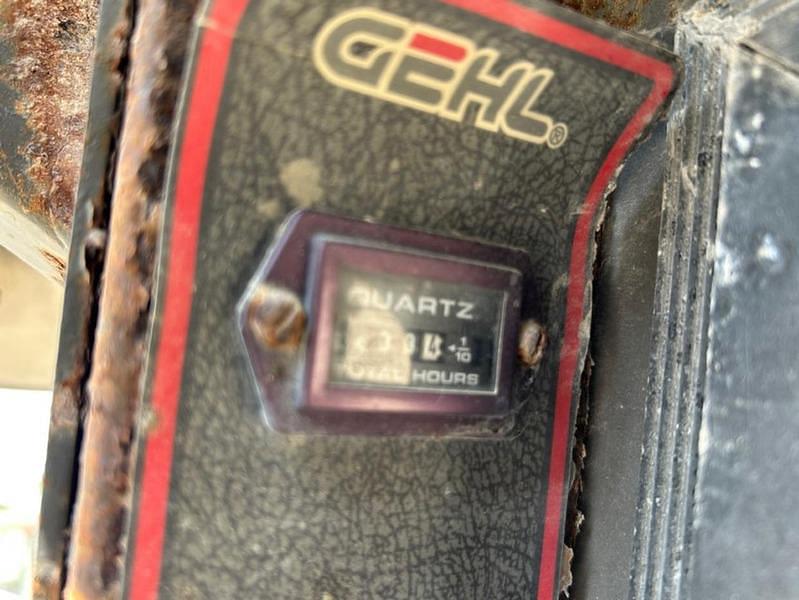 GEHL®
QUARTZ
1/10
TOTAL HOURS